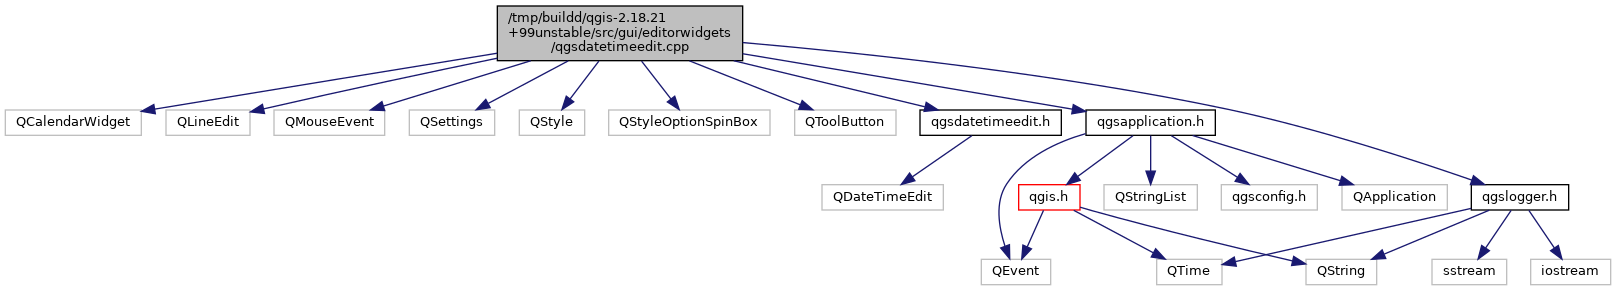 /tmp/buildd/qgis-2.18.21
+99unstable/src/gui/editorwidgets
/qgsdatetimeedit.cpp
QCalendarWidget
QLineEdit
QMouseEvent
QSettings
QStyle
QStyleOptionSpinBox
QToolButton
qgsdatetimeedit.h
qgsapplication.h
QDateTimeEdit
qgis.h
QStringList
qgsconfig.h
QApplication
qgslogger.h
QEvent
QTime
QString
sstream
iostream